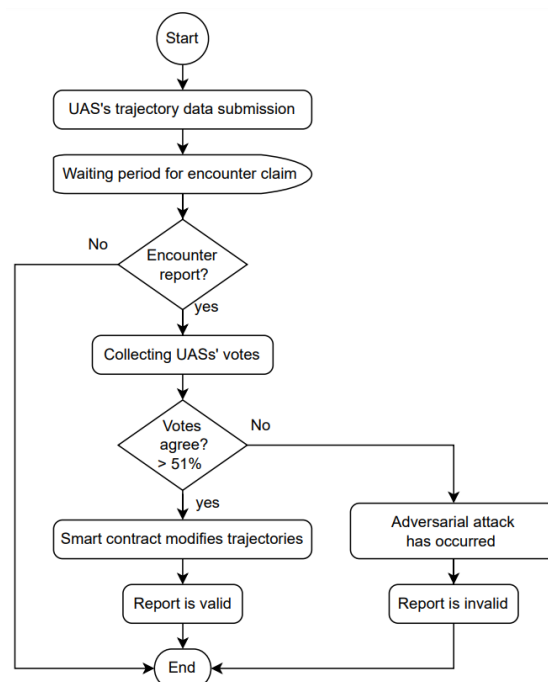 Start
UAS's trajectory data submission
Waiting period for encounter claim
No
Encounter
report?
yes
Collecting UASs' votes
Votes
agree?
> 51%
No
yes
Smart contract modifies trajectories
Adversarial attack
has occurred
Report is valid
Report is invalid
End